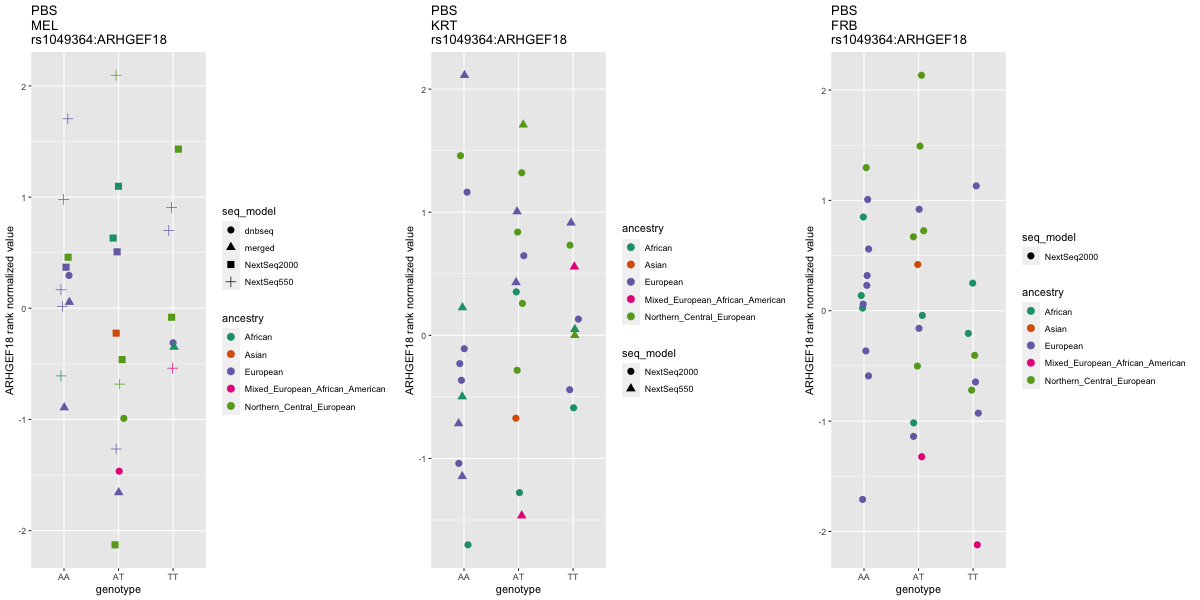 PBS
MEL
rs1049364:ARHGEF18
ARHGEF18 rank normalized value
2
1
0
-1
-2
AA
AT
TT
genotype
seq_model
dnbseq
merged
NextSeq2000
NextSeq550
ancestry
African
Asian
European
Mixed_European_African_American
Northern_Central_European
PBS
KRT
rs1049364:ARHGEF18
ARHGEF18 rank normalized value
2
1
0
-1
AA
AT
TT
genotype
ancestry
African
Asian
European
Mixed_European_African_American
Northern_Central_European
seq_model
NextSeq2000
NextSeq550
PBS
FRB
rs1049364:ARHGEF18
ARHGEF18 rank normalized value
2
1
0
-1
-2
AA
AT
TT
genotype
seq_model
NextSeq2000
ancestry
African
Asian
European
Mixed_European_African_American
Northern_Central_European